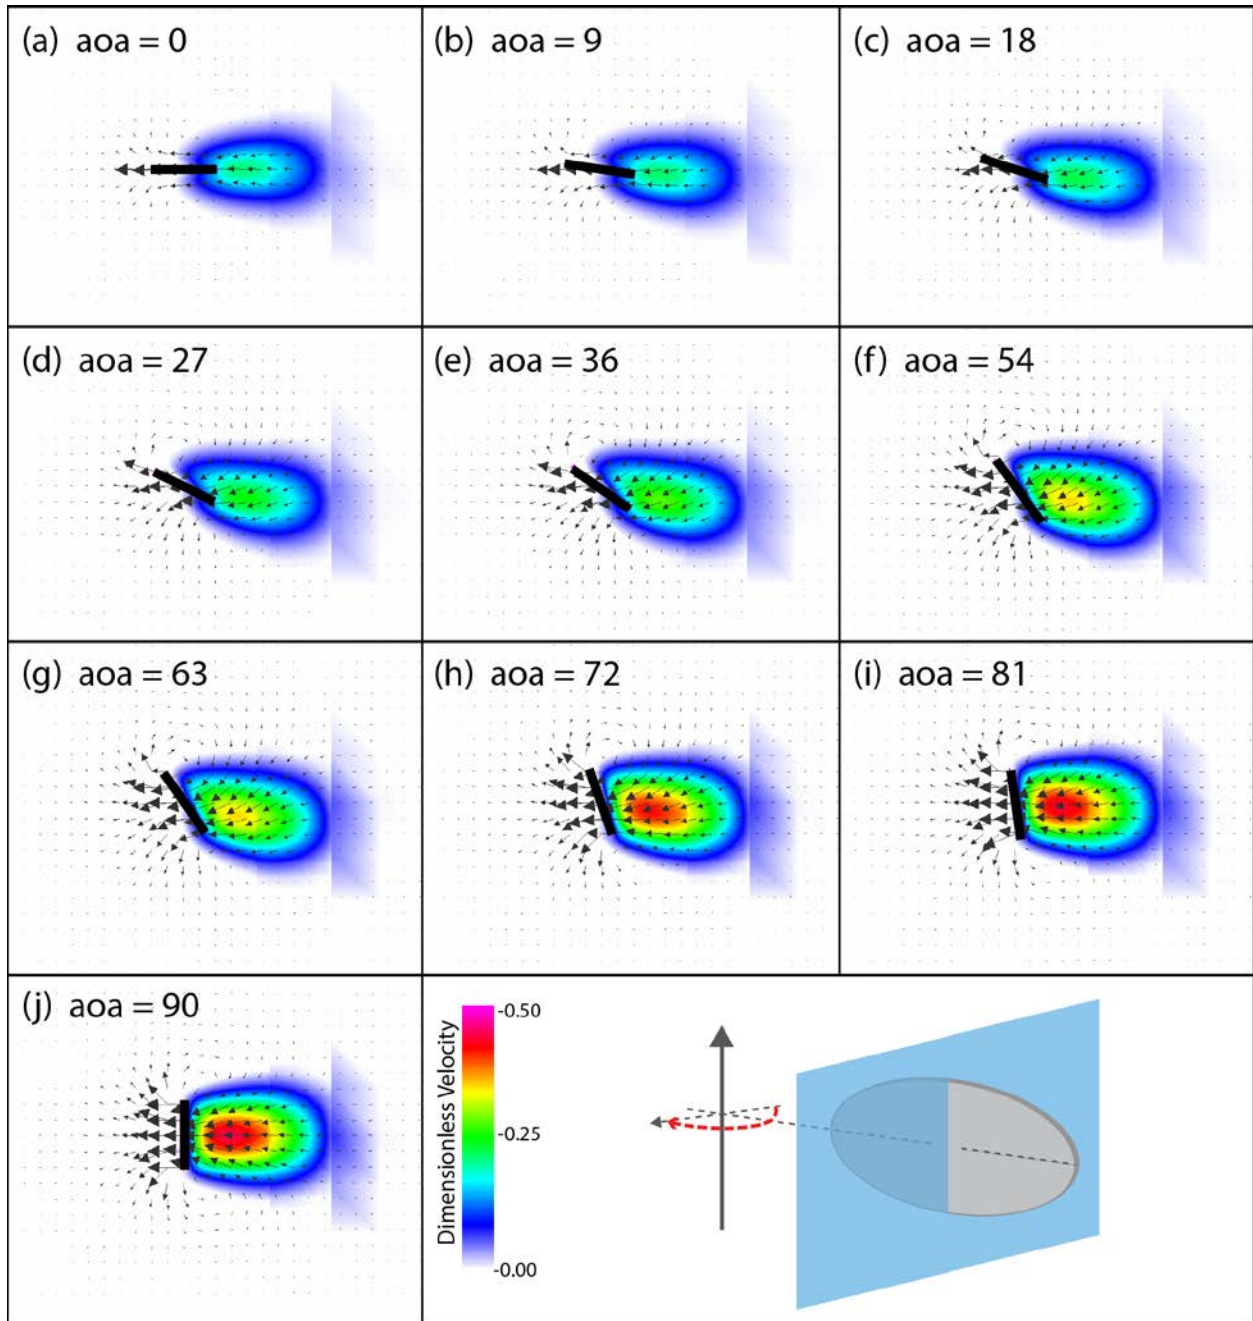 (a) aoa = 0
(b) aoa = 9
(c) aoa = 18
(d) aoa = 27
(e) aoa = 36
(f) aoa = 54
(g) aoa = 63
(h) aoa = 72
(i) aoa = 81
(j) aoa = 90
Dimensionless Velocity
-0.50
-0.25
-0.00